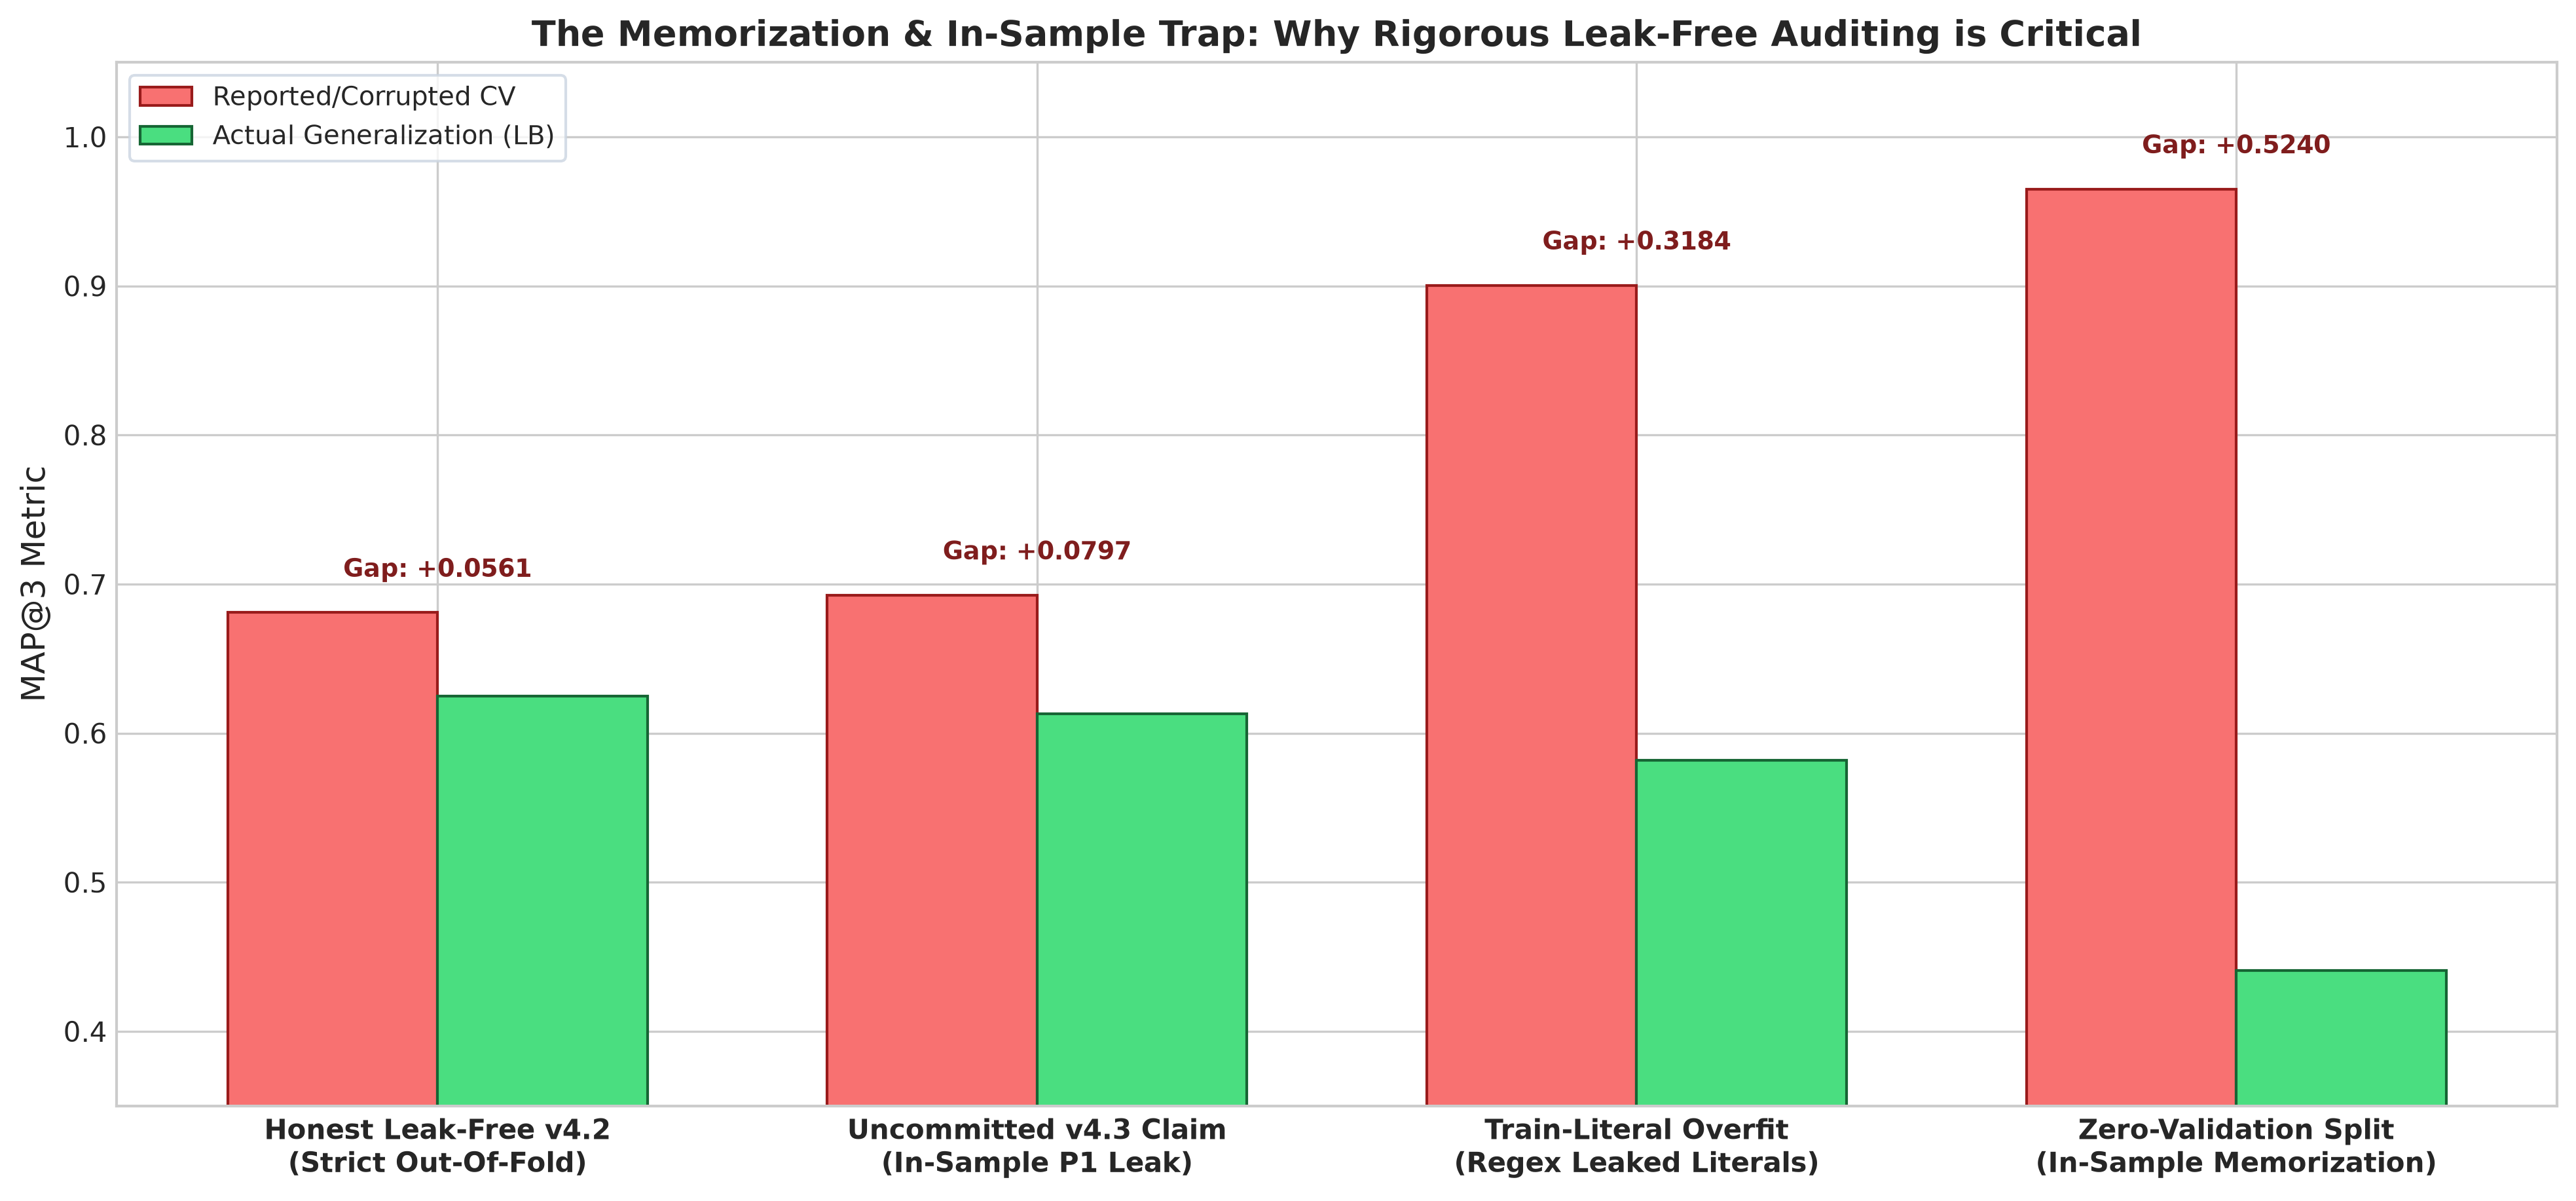 The Memorization & In-Sample Trap: Why Rigorous Leak-Free Auditing is Critical
Reported/Corrupted CV
Actual Generalization (LB)
MAP@3 Metric
1.0
0.9
0.8
0.7
0.6
0.5
0.4
Gap: +0.0561
Gap: +0.0797
Gap: +0.3184
Gap: +0.5240
Honest Leak-Free v4.2
(Strict Out-Of-Fold)
Uncommitted v4.3 Claim
(In-Sample P1 Leak)
Train-Literal Overfit
(Regex Leaked Literals)
Zero-Validation Split
(In-Sample Memorization)